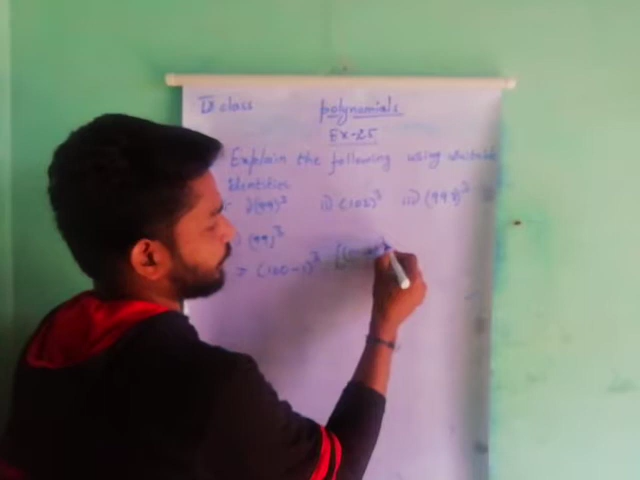 IX class polynomials
EX-2.5
Explain the following using suitable
identities
i) (99)³ ii) (102)³ iii) (998)³
(99)³
= (100-1)³